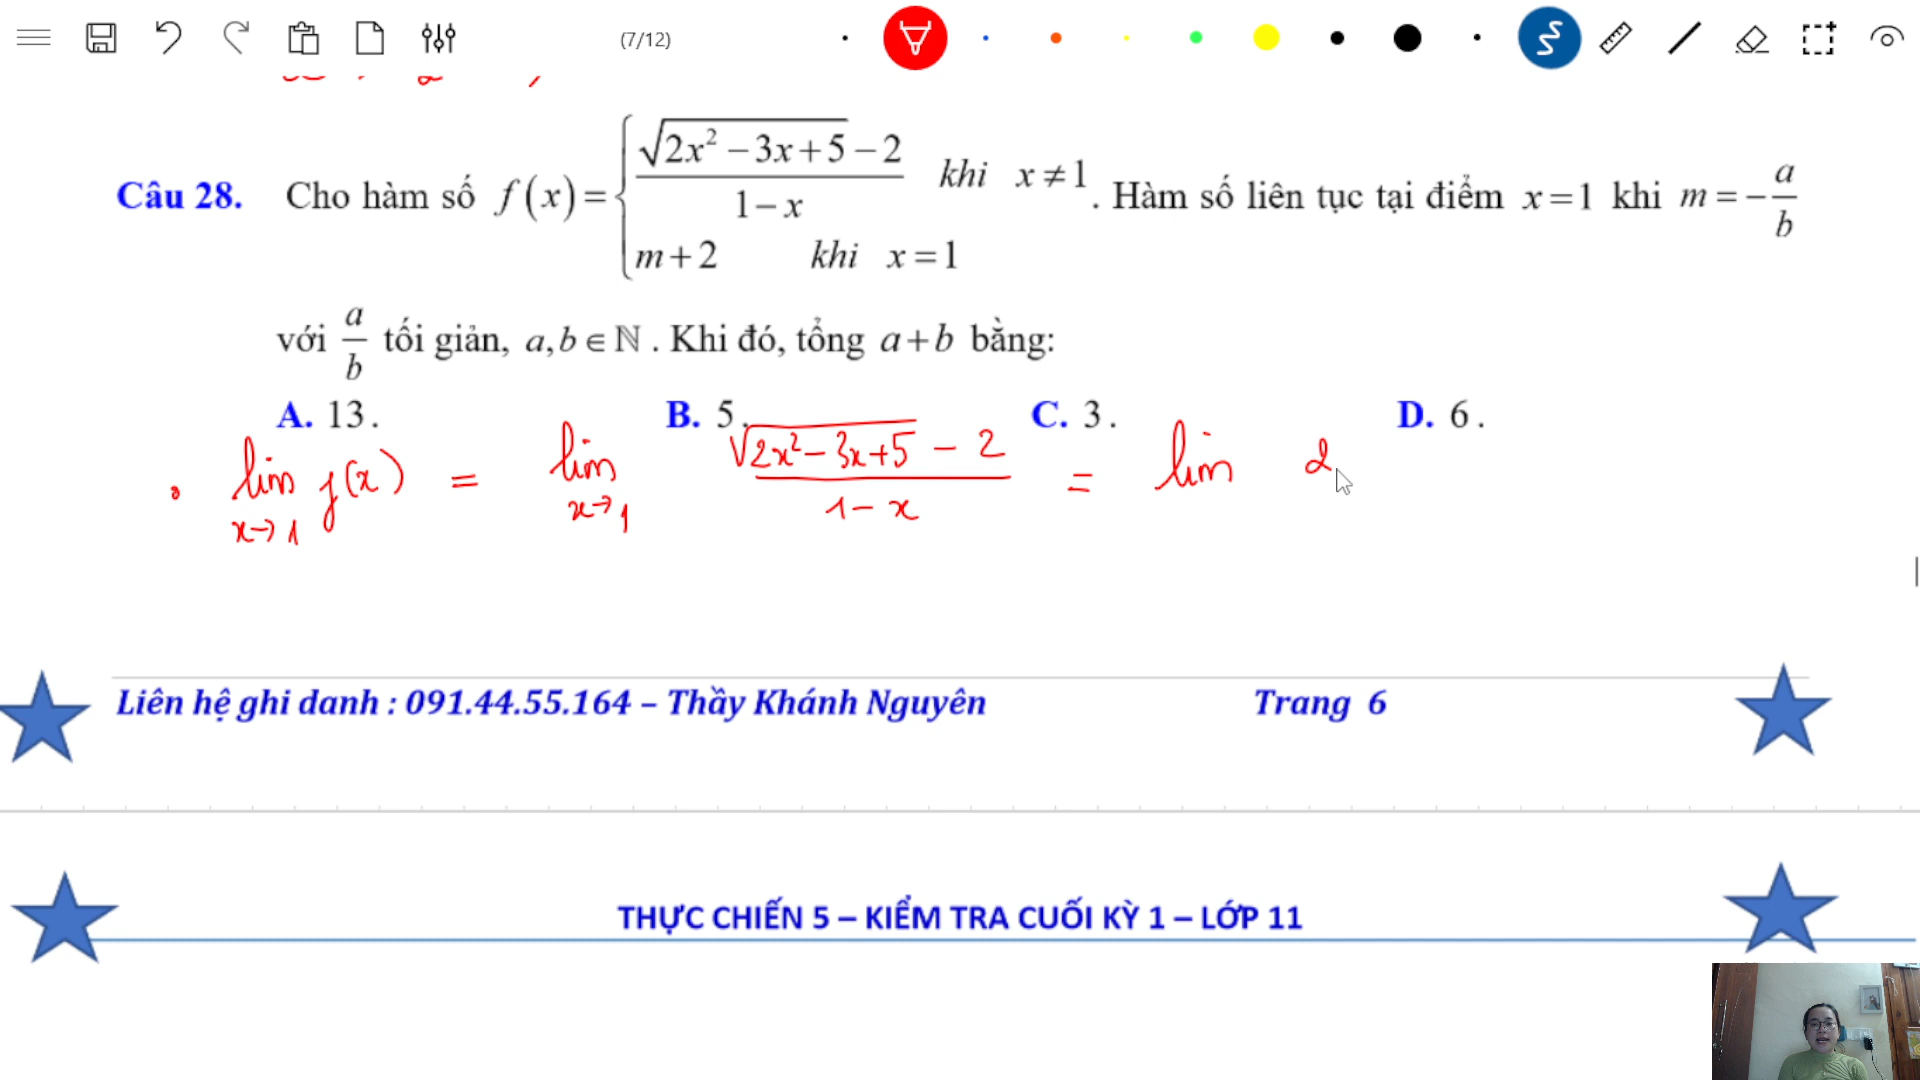 (7/12)
Câu 28. Cho hàm số f(x) = { (√(2x² − 3x + 5) − 2)/(1 − x) khi x ≠ 1 ; m + 2 khi x = 1 . Hàm số liên tục tại điểm x = 1 khi m = −a/b
với a/b tối giản, a, b ∈ ℕ . Khi đó, tổng a + b bằng:
A. 13 . B. 5 . C. 3 . D. 6 .
lim x→1 f(x) = lim x→1 (√(2x² − 3x + 5) − 2)/(1 − x) = lim 2
Liên hệ ghi danh : 091.44.55.164 – Thầy Khánh Nguyên Trang 6
THỰC CHIẾN 5 – KIỂM TRA CUỐI KỲ 1 – LỚP 11